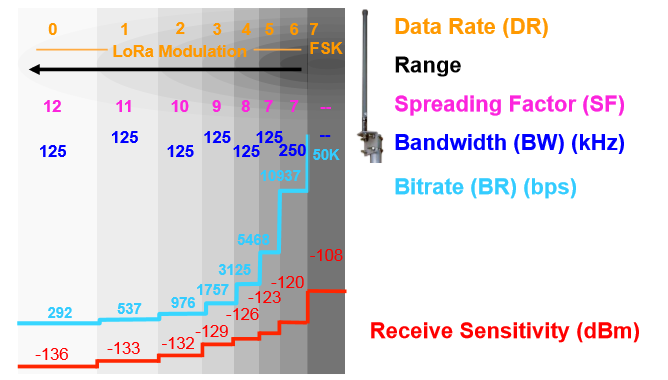 0 1 2 3 4 5 6 7
LoRa Modulation FSK
Data Rate (DR)
Range
12 11 10 9 8 7 7 --
Spreading Factor (SF)
125 125 125 125 125 125 250 --
Bandwidth (BW) (kHz)
292 537 976 1757 3125 5468 10937 50K
Bitrate (BR) (bps)
-136 -133 -132 -129 -126 -123 -120 -108
Receive Sensitivity (dBm)